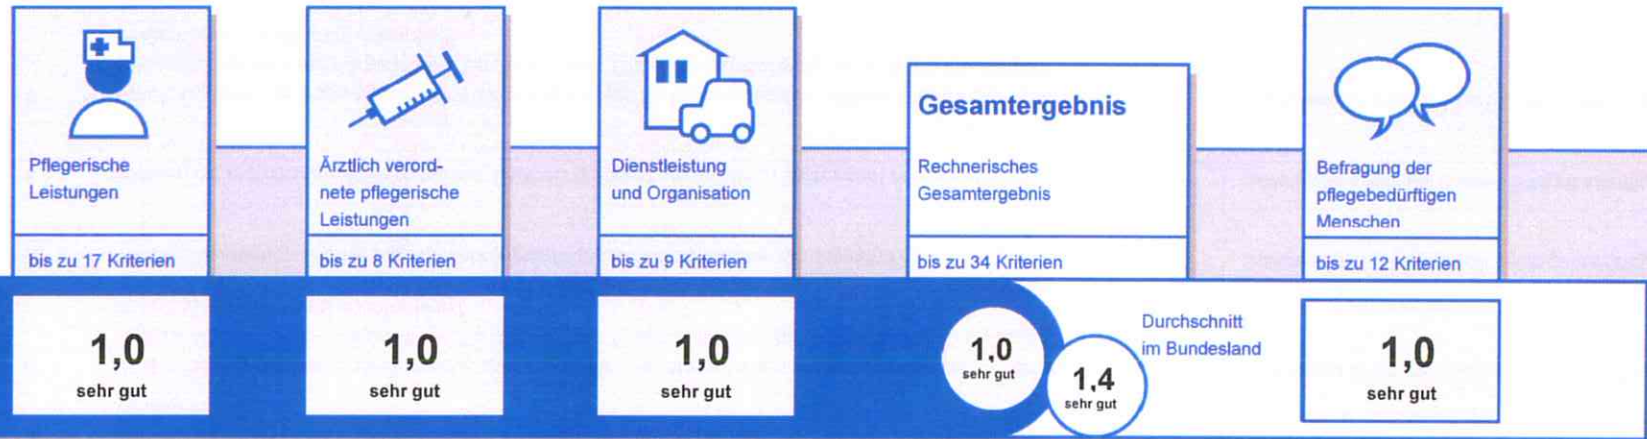 Pflegerische
Leistungen
bis zu 17 Kriterien
1,0
sehr gut
Ärztlich verord-
nete pflegerische
Leistungen
bis zu 8 Kriterien
1,0
sehr gut
Dienstleistung
und Organisation
bis zu 9 Kriterien
1,0
sehr gut
Gesamtergebnis
Rechnerisches
Gesamtergebnis
bis zu 34 Kriterien
1,0
sehr gut
Durchschnitt
im Bundesland
1,4
sehr gut
Befragung der
pflegebedürftigen
Menschen
bis zu 12 Kriterien
1,0
sehr gut